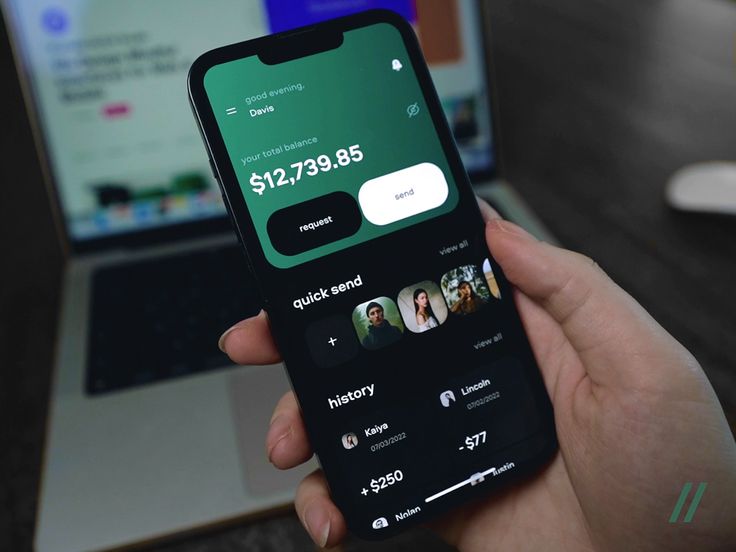 good evening,
Davis
your total balance
$12,739.85
request
send
quick send
view all
+
view all
history
Kaiya
07/03/2022
+ $250
Lincoln
07/02/2022
- $77
Nolan